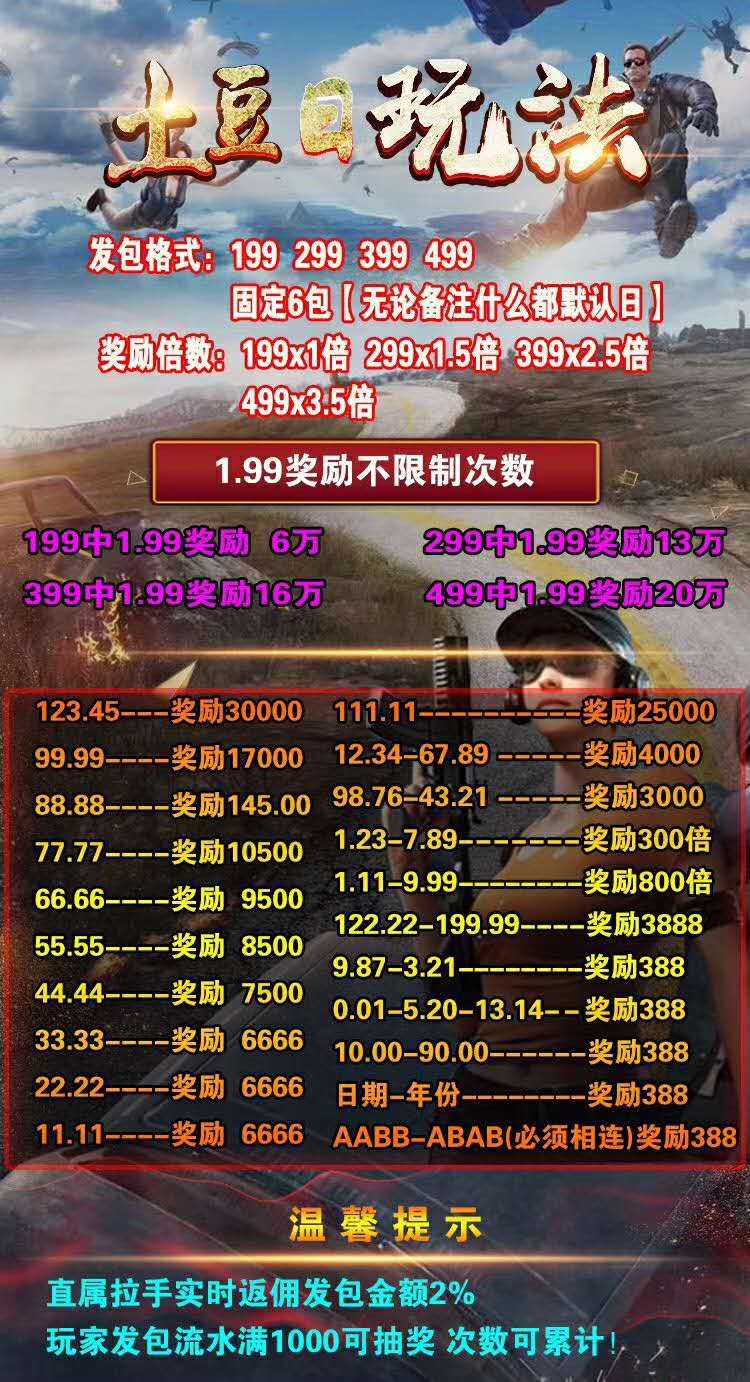 土豆日玩法
发包格式：199 299 399 499
固定6包【无论备注什么都默认日】
奖励倍数：199x1倍 299x1.5倍 399x2.5倍
499x3.5倍
1.99奖励不限制次数
199中1.99奖励 6万 299中1.99奖励13万
399中1.99奖励16万 499中1.99奖励20万
123.45---奖励30000
99.99----奖励17000
88.88----奖励145.00
77.77----奖励10500
66.66----奖励 9500
55.55----奖励 8500
44.44----奖励 7500
33.33----奖励 6666
22.22----奖励 6666
11.11----奖励 6666
111.11----------奖励25000
12.34-67.89 -----奖励4000
98.76-43.21 -----奖励3000
1.23-7.89-------奖励300倍
1.11-9.99-------奖励800倍
122.22-199.99----奖励3888
9.87-3.21-------奖励388
0.01-5.20-13.14--奖励388
10.00-90.00------奖励388
日期-年份-------奖励388
AABB-ABAB(必须相连)奖励388
温馨提示
直属拉手实时返佣发包金额2%
玩家发包流水满1000可抽奖 次数可累计！